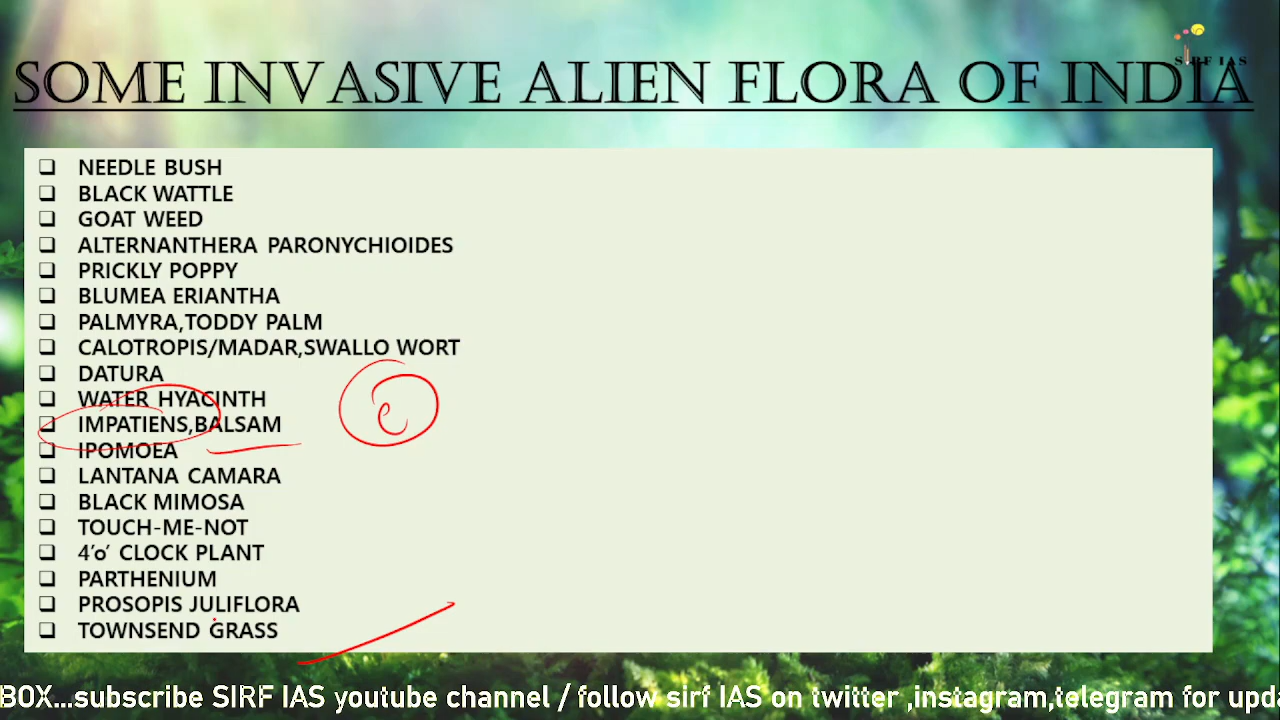 SIRF IAS
SOME INVASIVE ALIEN FLORA OF INDIA
❑ NEEDLE BUSH
❑ BLACK WATTLE
❑ GOAT WEED
❑ ALTERNANTHERA PARONYCHIOIDES
❑ PRICKLY POPPY
❑ BLUMEA ERIANTHA
❑ PALMYRA,TODDY PALM
❑ CALOTROPIS/MADAR,SWALLO WORT
❑ DATURA
❑ WATER HYACINTH
❑ IMPATIENS,BALSAM
❑ IPOMOEA
❑ LANTANA CAMARA
❑ BLACK MIMOSA
❑ TOUCH-ME-NOT
❑ 4'o' CLOCK PLANT
❑ PARTHENIUM
❑ PROSOPIS JULIFLORA
❑ TOWNSEND GRASS
BOX...subscribe SIRF IAS youtube channel / follow sirf IAS on twitter ,instagram,telegram for upd